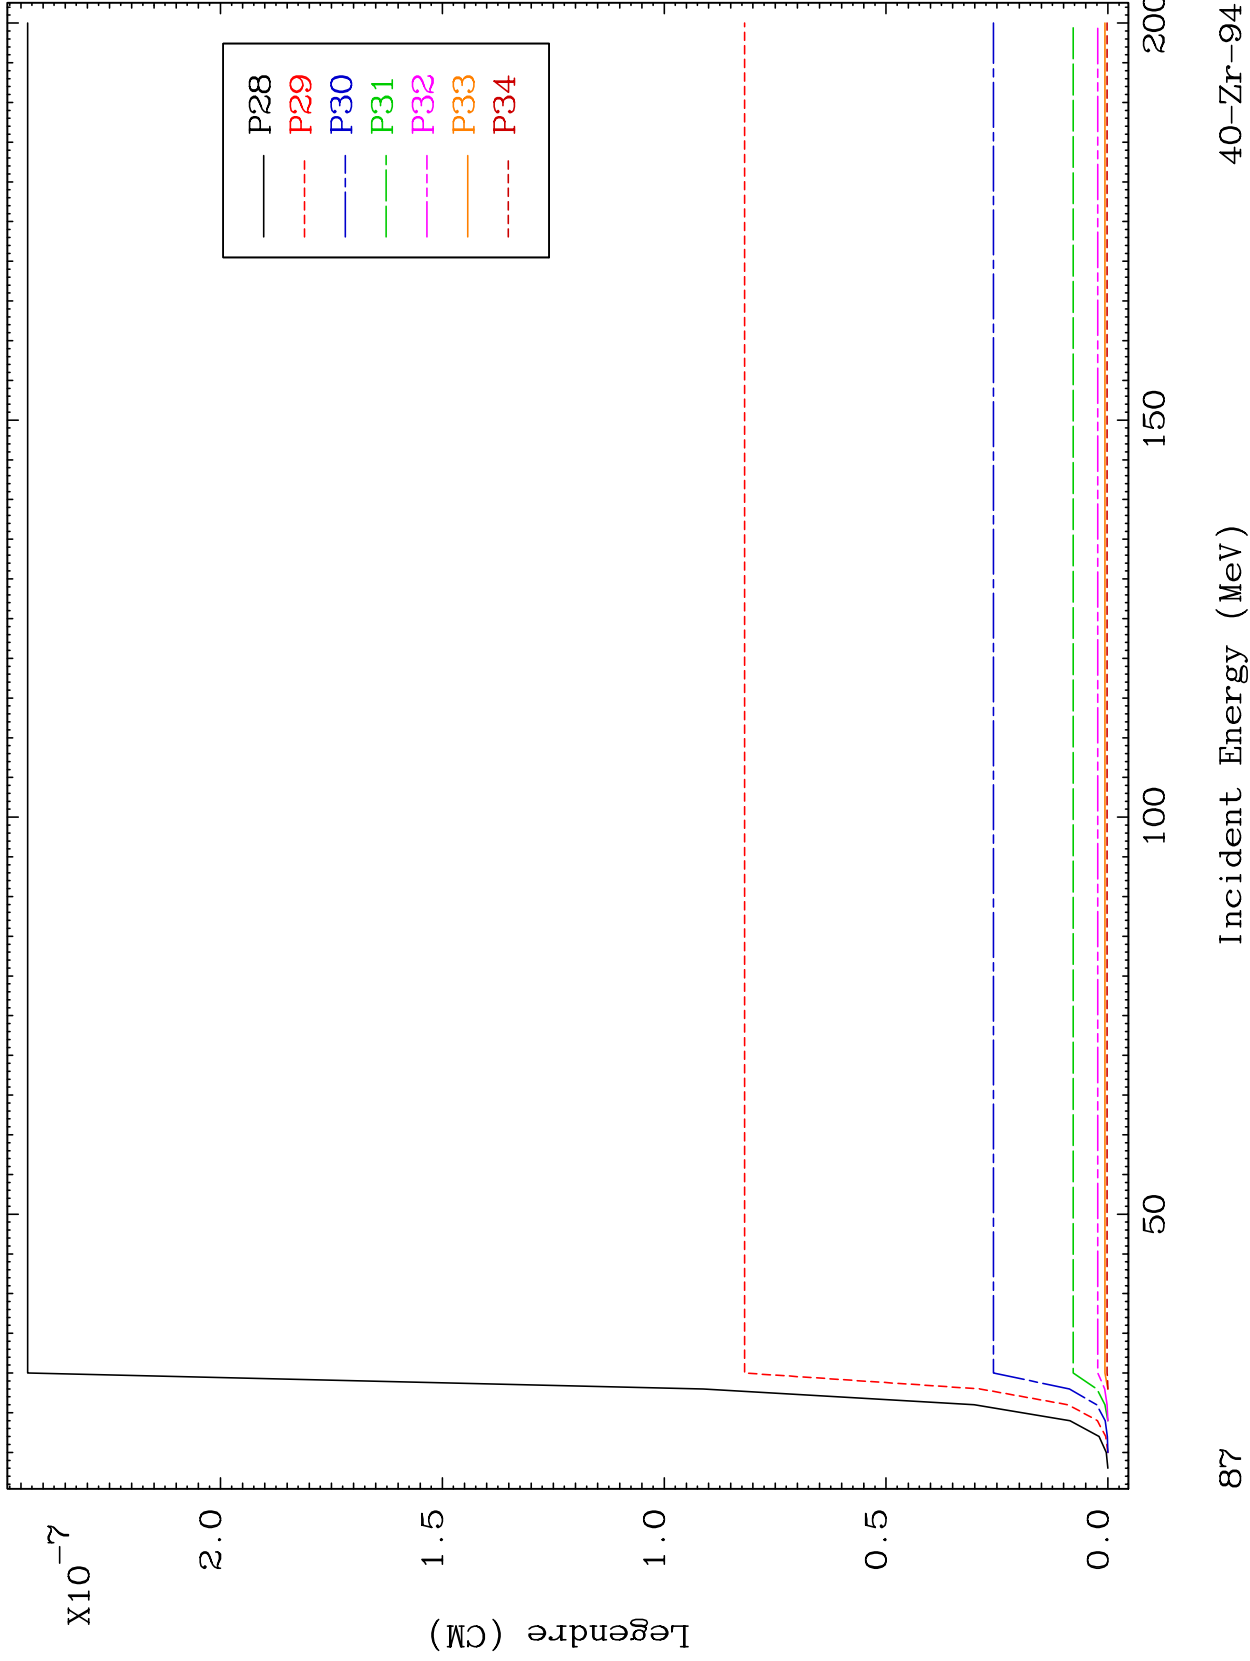 X10-7
2.0
1.5
1.0
0.5
0.0
Legendre (CM)
P28
P29
P30
P31
P32
P33
P34
50
100
150
200
Incident Energy (MeV)
87
40-Zr-94